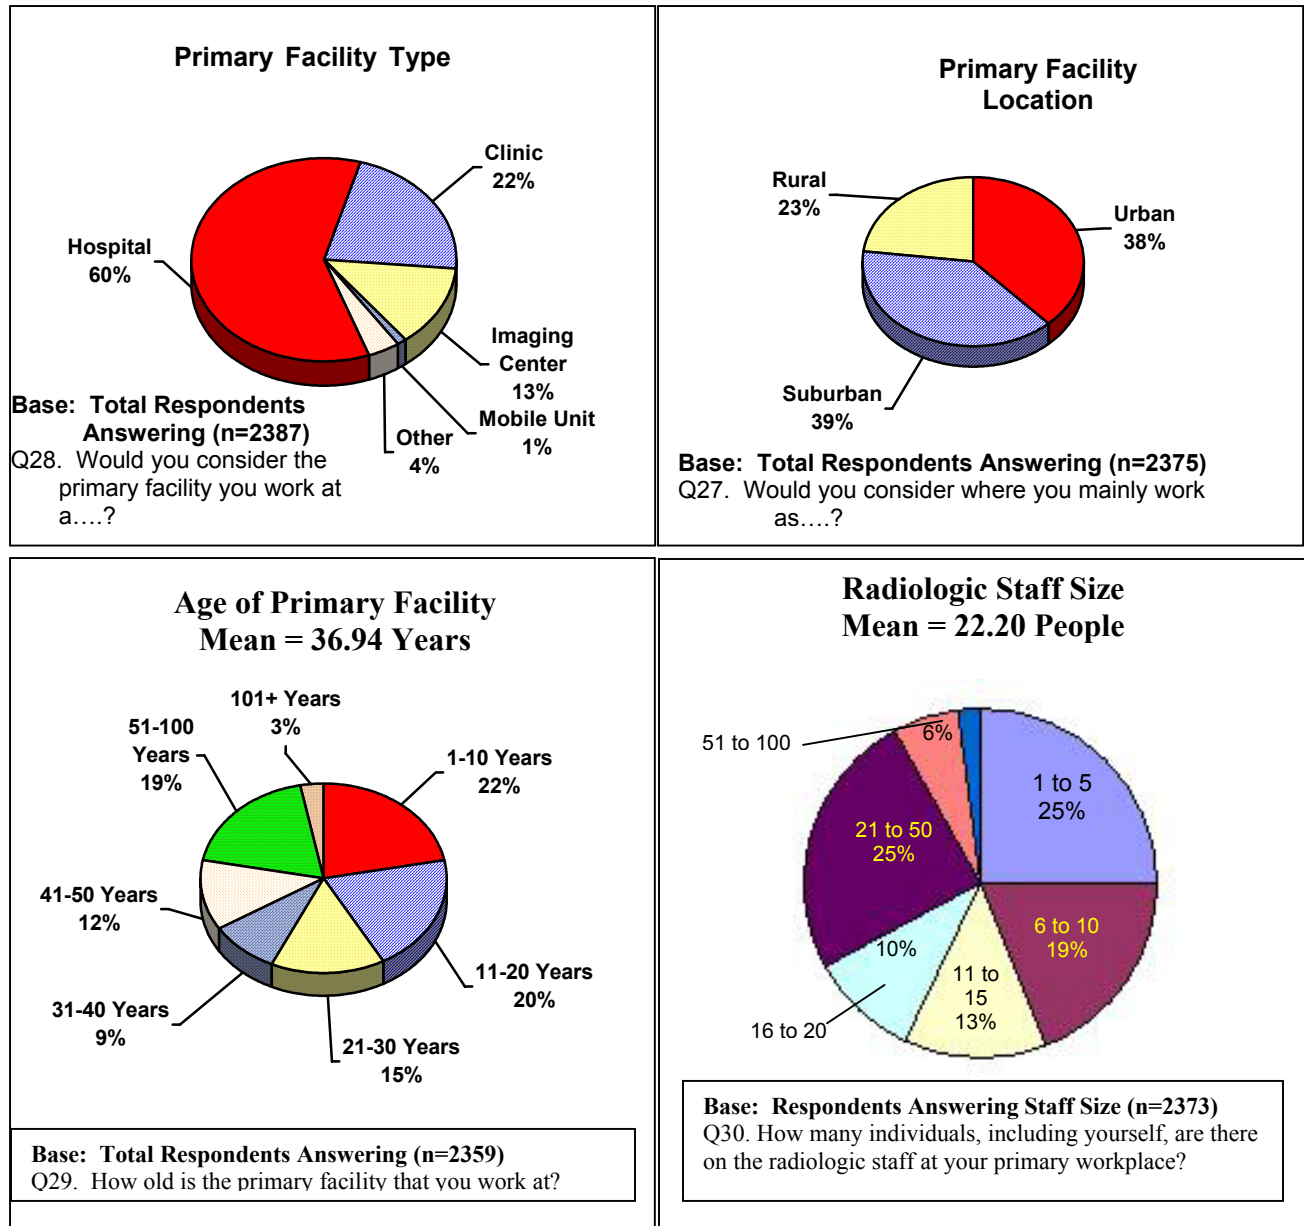 Primary Facility Type
Clinic
22%
Hospital
60%
Imaging
Center
13%
Mobile Unit
1%
Other
4%
Base: Total Respondents
Answering (n=2387)
Q28. Would you consider the
primary facility you work at
a….?
Primary Facility
Location
Rural
23%
Urban
38%
Suburban
39%
Base: Total Respondents Answering (n=2375)
Q27. Would you consider where you mainly work
as….?
Age of Primary Facility
Mean = 36.94 Years
101+ Years
3%
51-100
Years
19%
1-10 Years
22%
41-50 Years
12%
11-20 Years
20%
31-40 Years
9%
21-30 Years
15%
Base: Total Respondents Answering (n=2359)
Q29. How old is the primary facility that you work at?
Radiologic Staff Size
Mean = 22.20 People
51 to 100
6%
1 to 5
25%
21 to 50
25%
6 to 10
19%
10%
11 to
15
13%
16 to 20
Base: Respondents Answering Staff Size (n=2373)
Q30. How many individuals, including yourself, are there
on the radiologic staff at your primary workplace?